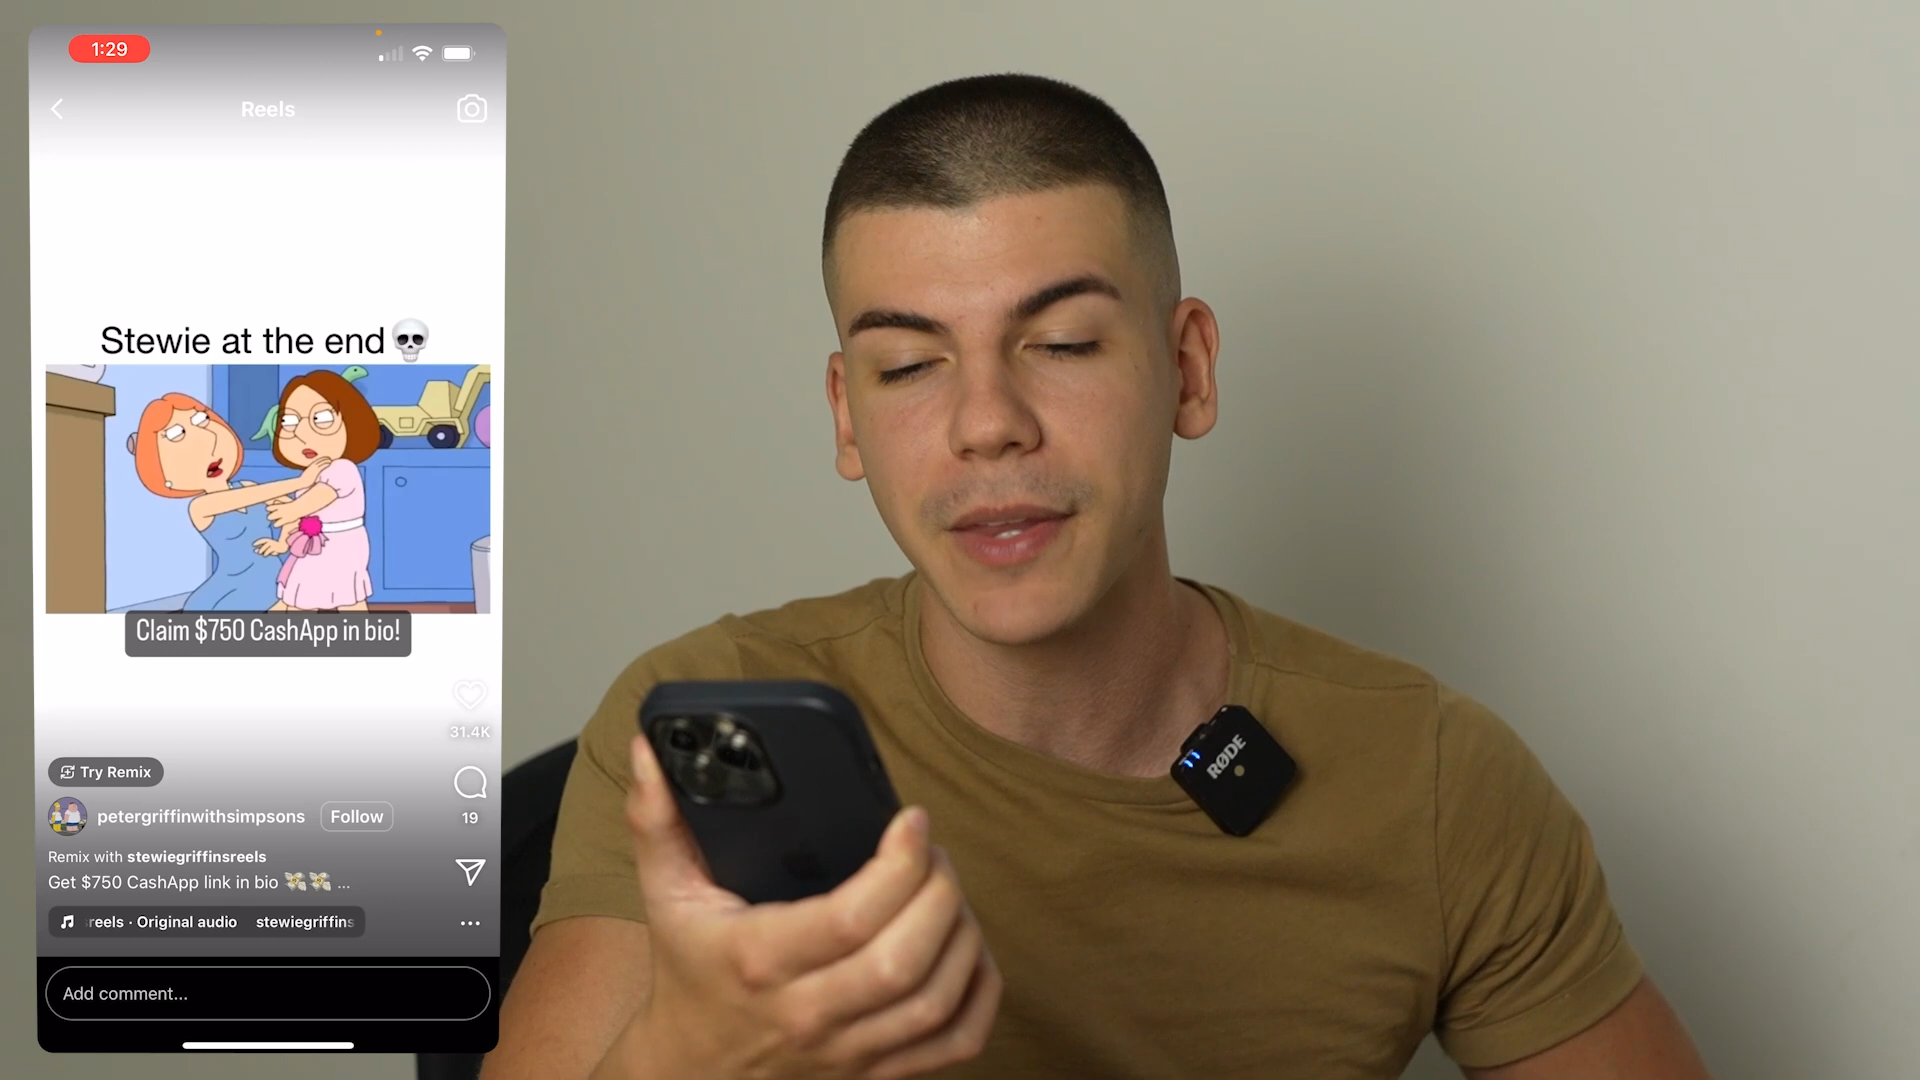 1:29
Reels
Stewie at the end
Claim $750 CashApp in bio!
31.4K
Try Remix
19
petergriffinwithsimpsons
Follow
Remix with stewiegriffinsreels
Get $750 CashApp link in bio 💸💸 ...
reels · Original audio stewiegriffins
Add comment...
RØDE